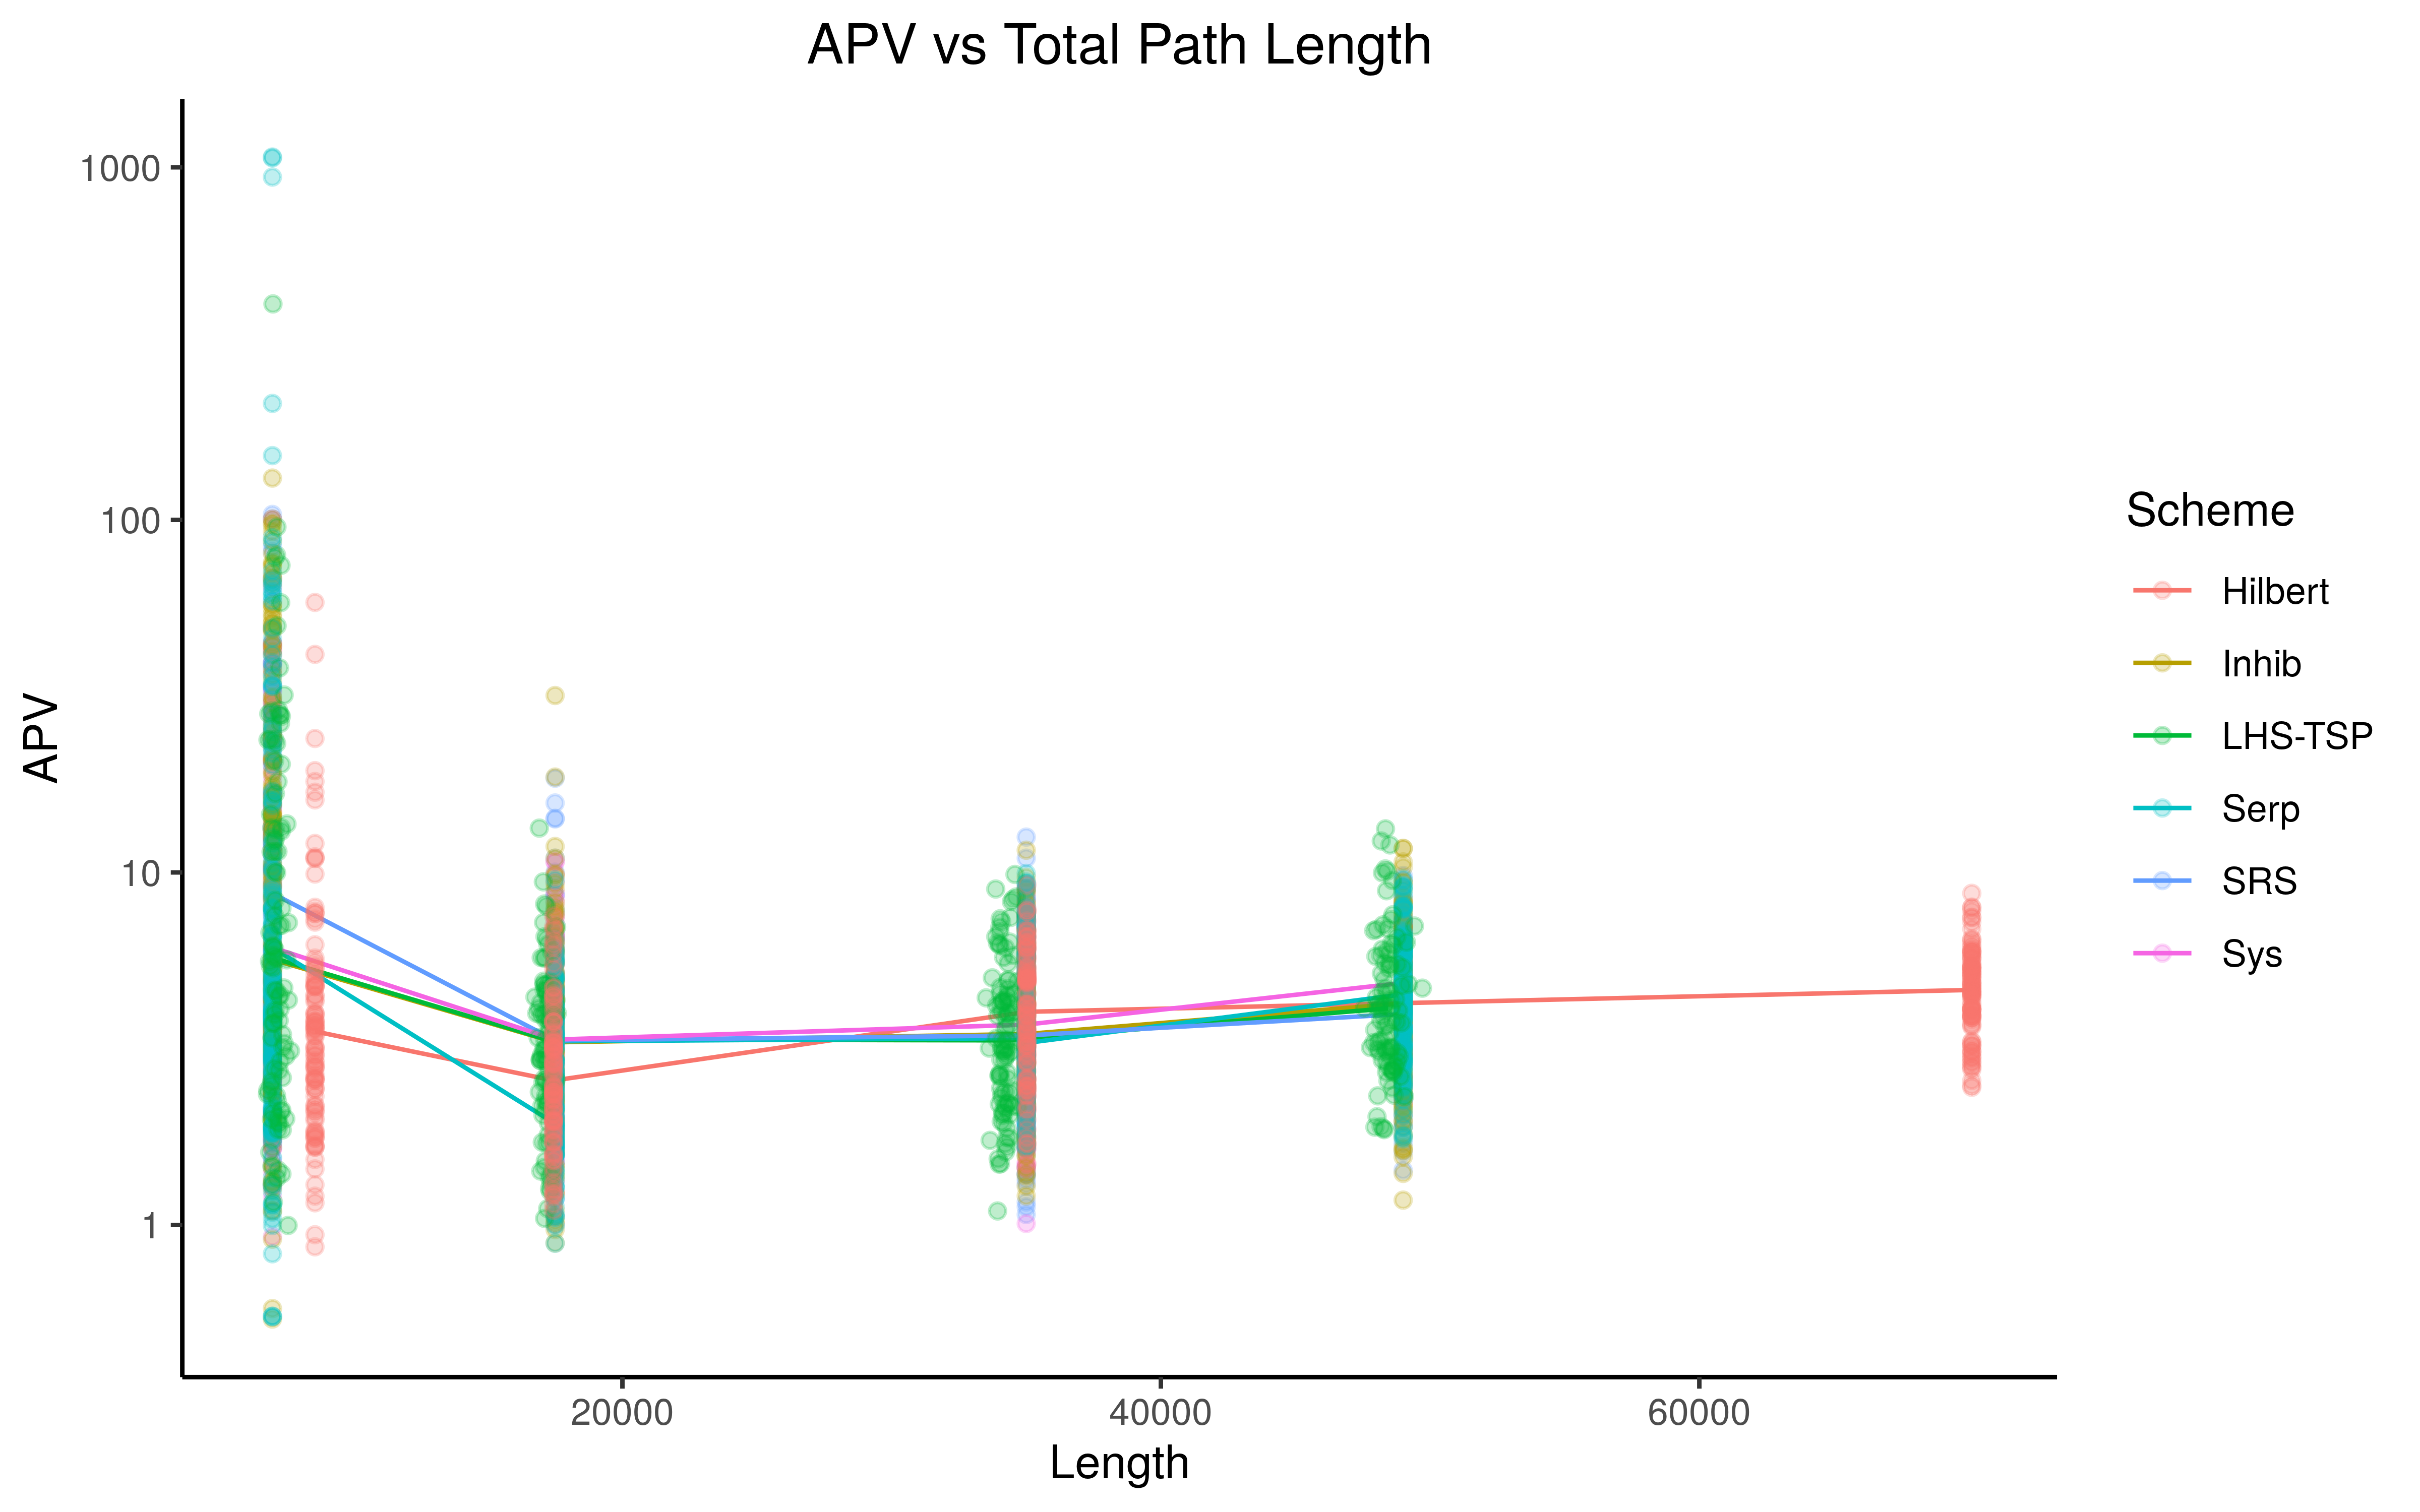 APV vs Total Path Length
1000
100
10
1
APV
20000
40000
60000
Length
Scheme
Hilbert
Inhib
LHS-TSP
Serp
SRS
Sys